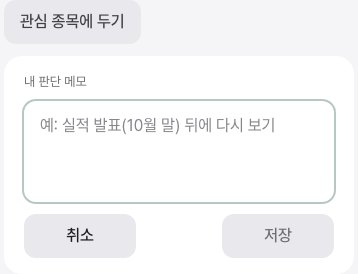 관심 종목에 두기
내 판단 메모
예: 실적 발표(10월 말) 뒤에 다시 보기
취소
저장